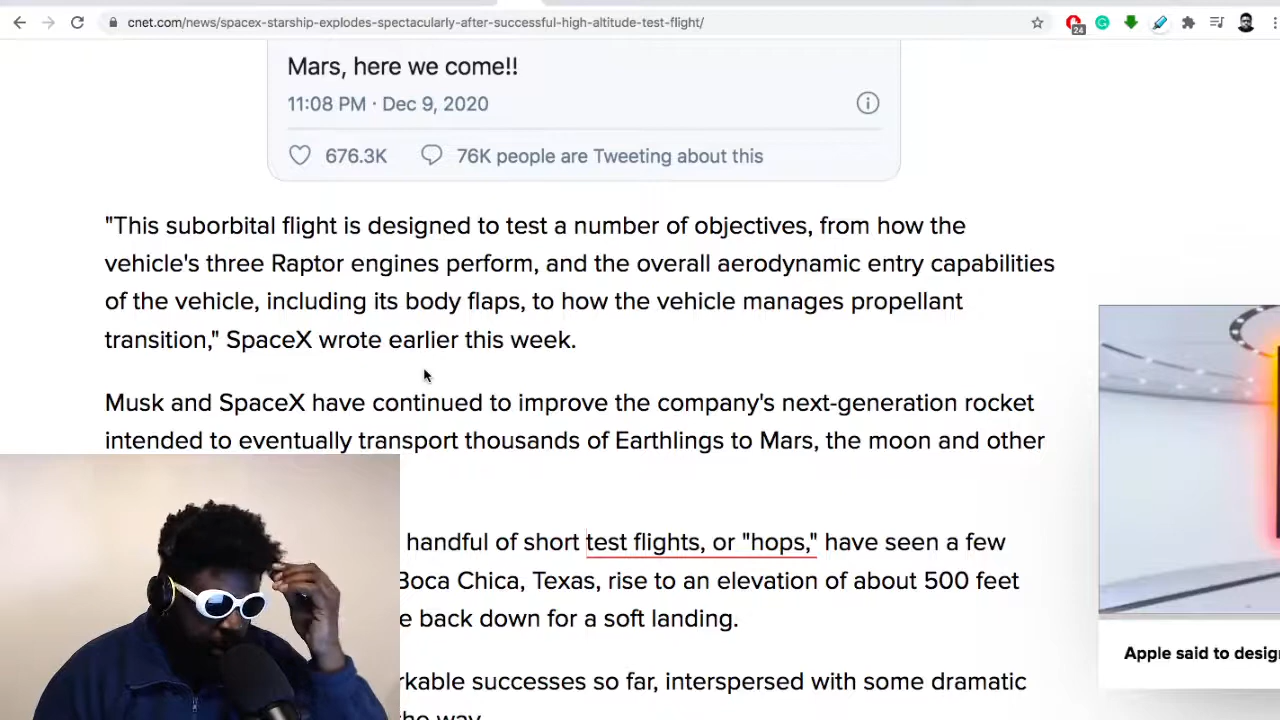 cnet.com/news/spacex-starship-explodes-spectacularly-after-successful-high-altitude-test-flight/
24
Mars, here we come!!
11:08 PM · Dec 9, 2020
676.3K 76K people are Tweeting about this
"This suborbital flight is designed to test a number of objectives, from how the
vehicle's three Raptor engines perform, and the overall aerodynamic entry capabilities
of the vehicle, including its body flaps, to how the vehicle manages propellant
transition," SpaceX wrote earlier this week.
Musk and SpaceX have continued to improve the company's next-generation rocket
intended to eventually transport thousands of Earthlings to Mars, the moon and other
handful of short test flights, or "hops," have seen a few
Boca Chica, Texas, rise to an elevation of about 500 feet
back down for a soft landing.
Apple said to desig
successes so far, interspersed with some dramatic
the way.